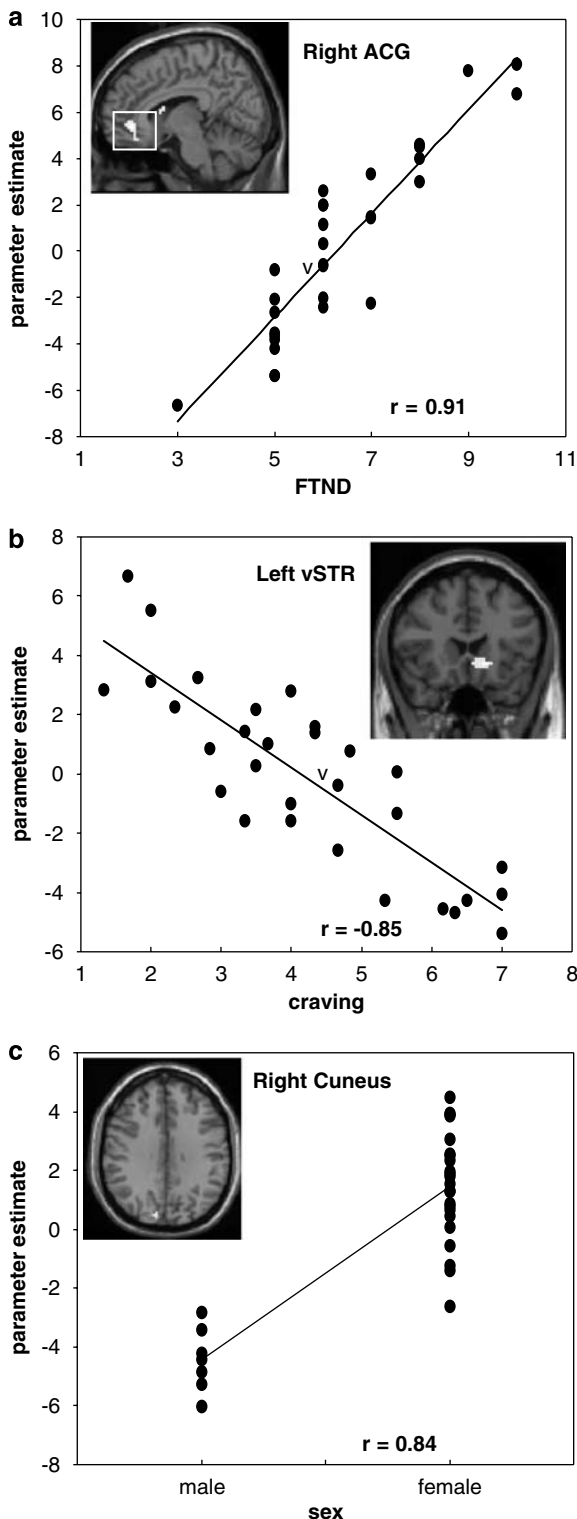 a
Right ACG
10
8
6
4
2
0
-2
-4
-6
-8
parameter estimate
v
r = 0.91
1 3 5 7 9 11
FTND
b
Left vSTR
8
6
4
2
0
-2
-4
-6
parameter estimate
v
r = -0.85
1 2 3 4 5 6 7 8
craving
c
Right Cuneus
6
4
2
0
-2
-4
-6
-8
parameter estimate
r = 0.84
male female
sex